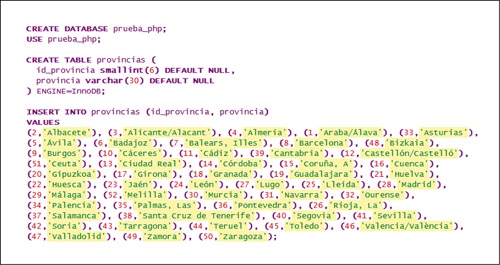 CREATE DATABASE prueba_php;
USE prueba_php;
CREATE TABLE provincias (
id_provincia smallint(6) DEFAULT NULL,
provincia varchar(30) DEFAULT NULL
) ENGINE=InnoDB;
INSERT INTO provincias (id_provincia, provincia)
VALUES
(2,'Albacete'), (3,'Alicante/Alacant'), (4,'Almería'), (1,'Araba/Álava'), (33,'Asturias'),
(5,'Ávila'), (6,'Badajoz'), (7,'Balears, Illes'), (8,'Barcelona'), (48,'Bizkaia'),
(9,'Burgos'), (10,'Cáceres'), (11,'Cádiz'), (39,'Cantabria'), (12,'Castellón/Castelló'),
(51,'Ceuta'), (13,'Ciudad Real'), (14,'Córdoba'), (15,'Coruña, A'), (16,'Cuenca'),
(20,'Gipuzkoa'), (17,'Girona'), (18,'Granada'), (19,'Guadalajara'), (21,'Huelva'),
(22,'Huesca'), (23,'Jaén'), (24,'León'), (27,'Lugo'), (25,'Lleida'), (28,'Madrid'),
(29,'Málaga'), (52,'Melilla'), (30,'Murcia'), (31,'Navarra'), (32,'Ourense'),
(34,'Palencia'), (35,'Palmas, Las'), (36,'Pontevedra'), (26,'Rioja, La'),
(37,'Salamanca'), (38,'Santa Cruz de Tenerife'), (40,'Segovia'), (41,'Sevilla'),
(42,'Soria'), (43,'Tarragona'), (44,'Teruel'), (45,'Toledo'), (46,'Valencia/València'),
(47,'Valladolid'), (49,'Zamora'), (50,'Zaragoza');